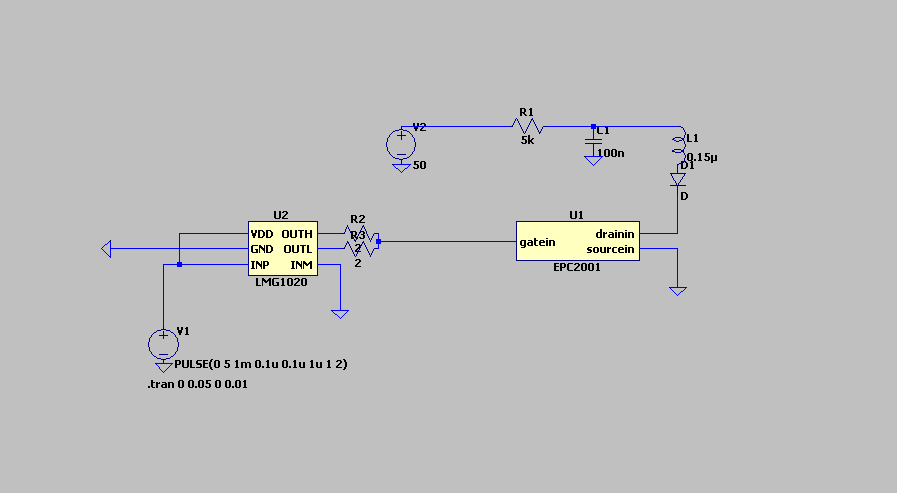 R1
V2
5k
C1
100n
L1
0.15µ
D1
50
D
U2
R2
VDD OUTH
R3
GND OUTL
2
INP INM
2
LMG1020
U1
drainin
gatein
sourcein
EPC2001
V1
PULSE(0 5 1m 0.1u 0.1u 1u 1 2)
.tran 0 0.05 0 0.01